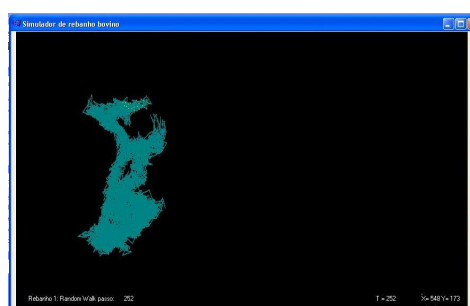 Simulador de rebanho bovino
Rebanho 1: Random Walk passo: 252 T = 252 X= 548 Y= 173